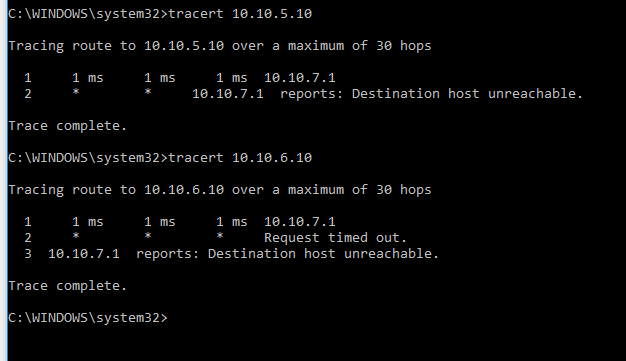 C:\WINDOWS\system32>tracert 10.10.5.10
Tracing route to 10.10.5.10 over a maximum of 30 hops
1 1 ms 1 ms 1 ms 10.10.7.1
2 * * 10.10.7.1 reports: Destination host unreachable.
Trace complete.
C:\WINDOWS\system32>tracert 10.10.6.10
Tracing route to 10.10.6.10 over a maximum of 30 hops
1 1 ms 1 ms 1 ms 10.10.7.1
2 * * * Request timed out.
3 10.10.7.1 reports: Destination host unreachable.
Trace complete.
C:\WINDOWS\system32>